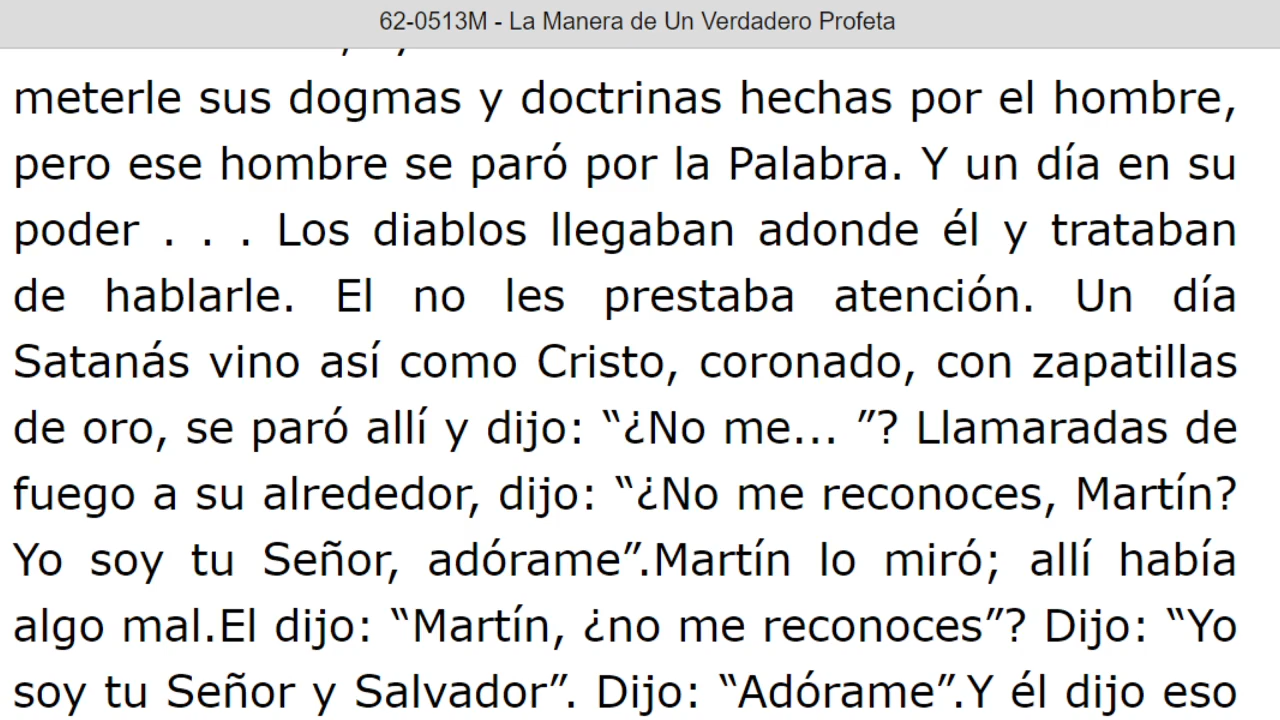 62-0513M - La Manera de Un Verdadero Profeta
meterle sus dogmas y doctrinas hechas por el hombre,
pero ese hombre se paró por la Palabra. Y un día en su
poder . . . Los diablos llegaban adonde él y trataban
de hablarle. El no les prestaba atención. Un día
Satanás vino así como Cristo, coronado, con zapatillas
de oro, se paró allí y dijo: “¿No me... ”? Llamaradas de
fuego a su alrededor, dijo: “¿No me reconoces, Martín?
Yo soy tu Señor, adórame”.Martín lo miró; allí había
algo mal.El dijo: “Martín, ¿no me reconoces”? Dijo: “Yo
soy tu Señor y Salvador”. Dijo: “Adórame”.Y él dijo eso